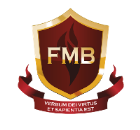 FMB
VERBUM DEI VIRTUS
ET SAPIENTIA EST